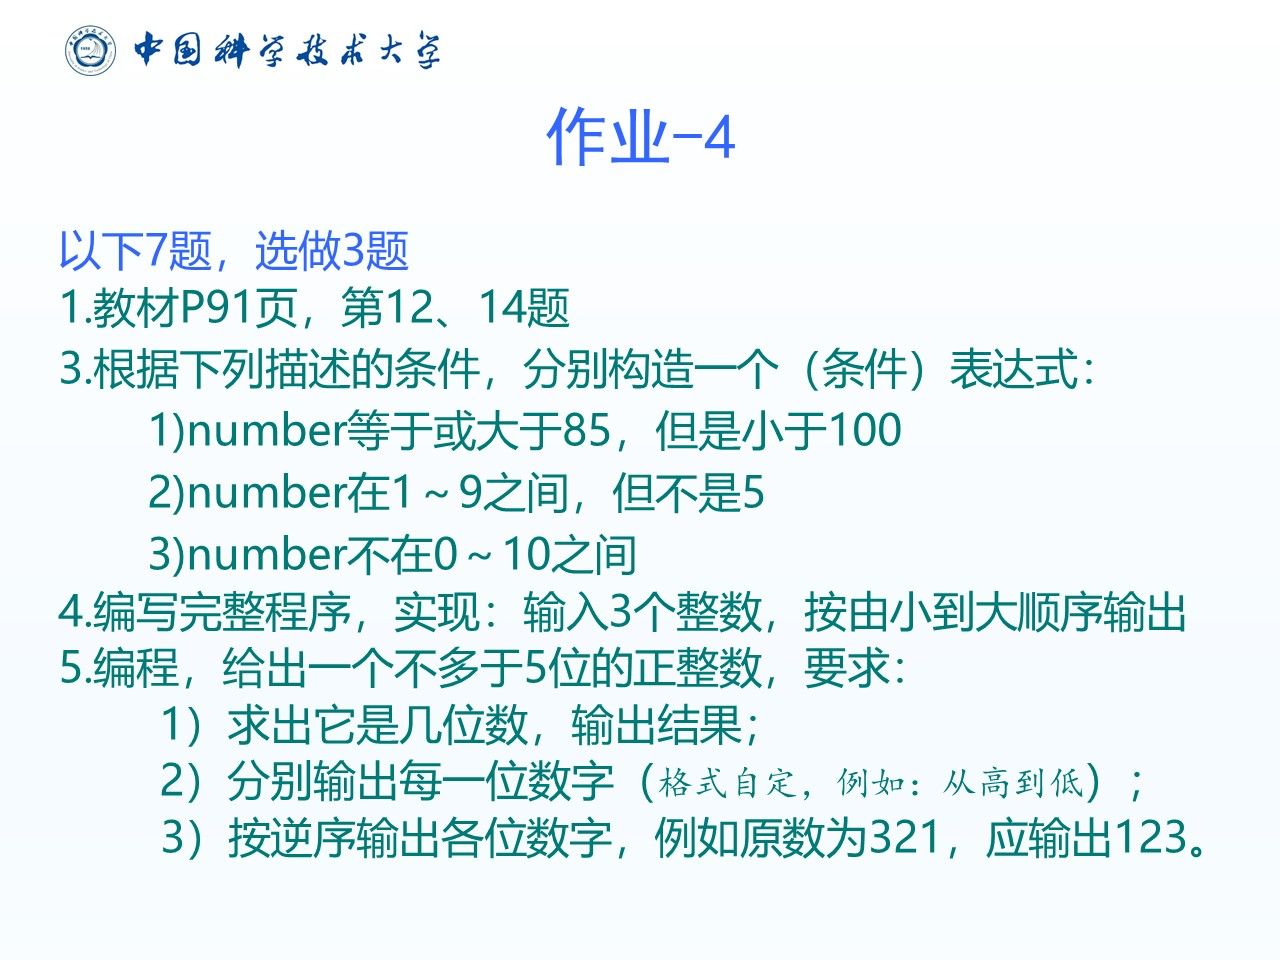 中国科学技术大学
作业-4
以下7题，选做3题
1.教材P91页，第12、14题
3.根据下列描述的条件，分别构造一个（条件）表达式：
1)number等于或大于85，但是小于100
2)number在1～9之间，但不是5
3)number不在0～10之间
4.编写完整程序，实现：输入3个整数，按由小到大顺序输出
5.编程，给出一个不多于5位的正整数，要求：
1）求出它是几位数，输出结果；
2）分别输出每一位数字（格式自定，例如：从高到低）；
3）按逆序输出各位数字，例如原数为321，应输出123。